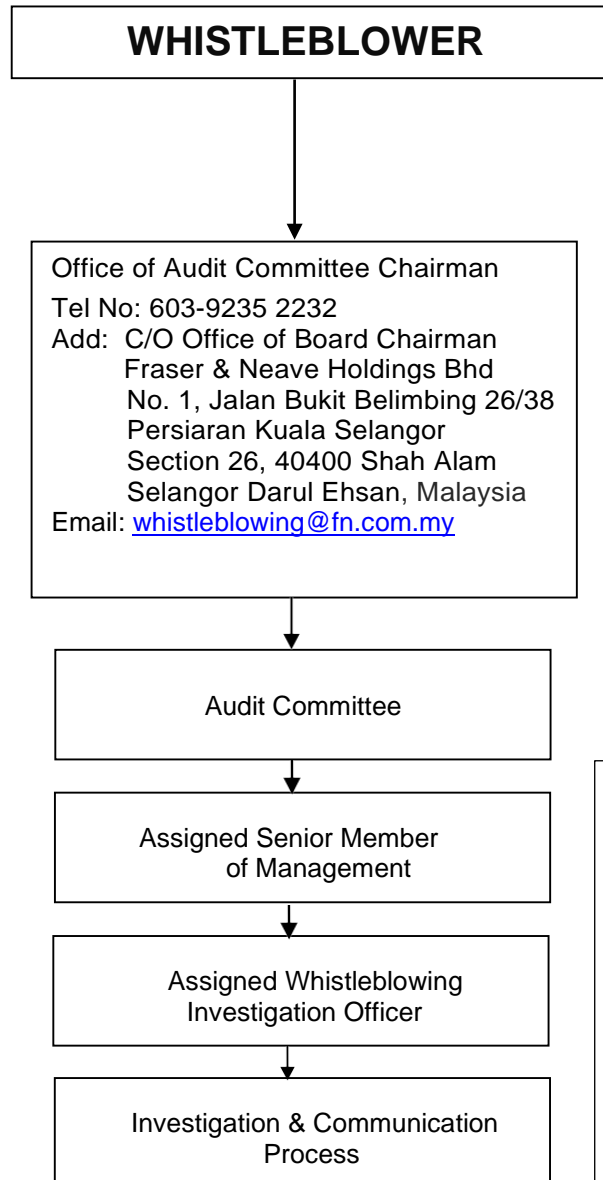 WHISTLEBLOWER
Office of Audit Committee Chairman
Tel No: 603-9235 2232
Add: C/O Office of Board Chairman
Fraser & Neave Holdings Bhd
No. 1, Jalan Bukit Belimbing 26/38
Persiaran Kuala Selangor
Section 26, 40400 Shah Alam
Selangor Darul Ehsan, Malaysia
Email: whistleblowing@fn.com.my
Audit Committee
Assigned Senior Member
of Management
Assigned Whistleblowing
Investigation Officer
Investigation & Communication
Process